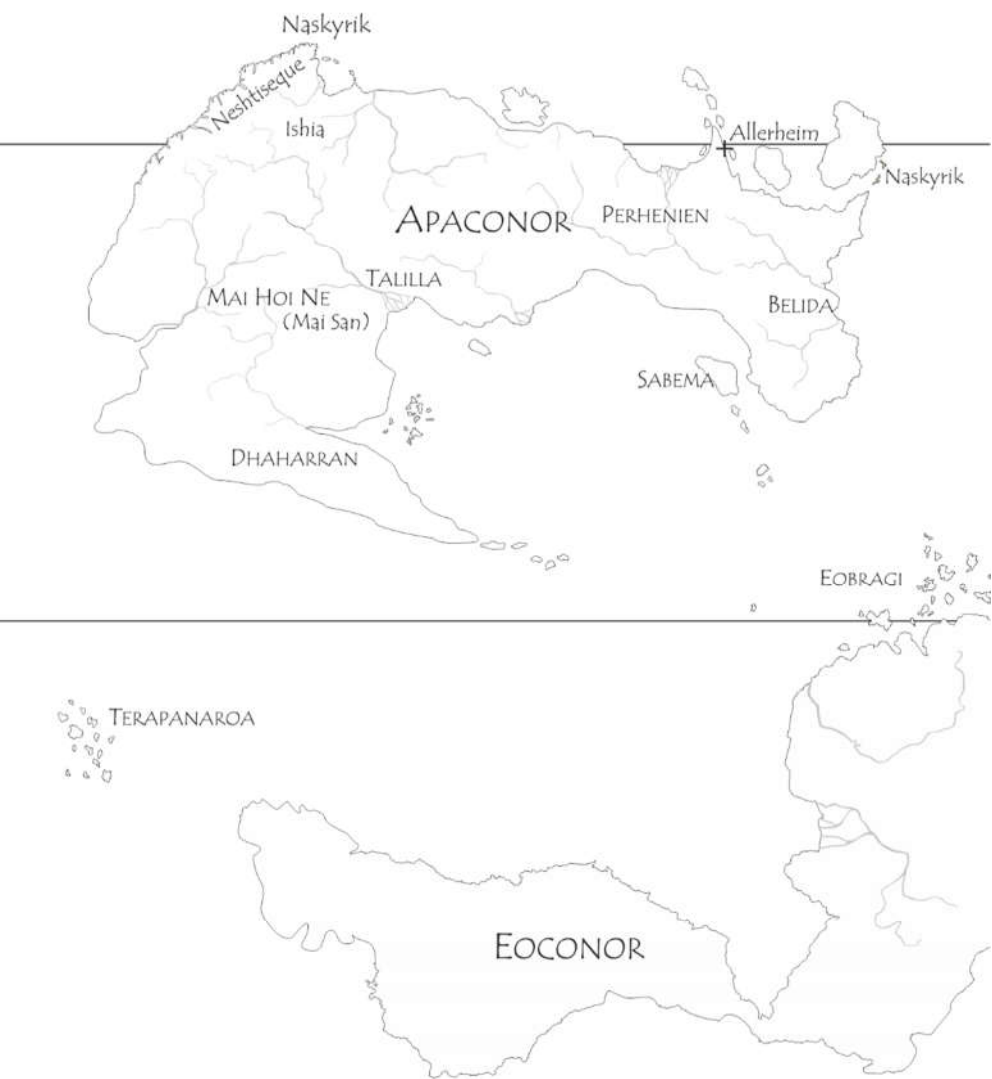 Naskyrik
Neshtiseque
Ishia
Allerheim
Naskyrik
APACONOR
PERHENIEN
TALILLA
MAI HOI NE
(Mai San)
BELIDA
SABEMA
DHAHARRAN
EOBRAGI
TERAPANAROA
EOCONOR